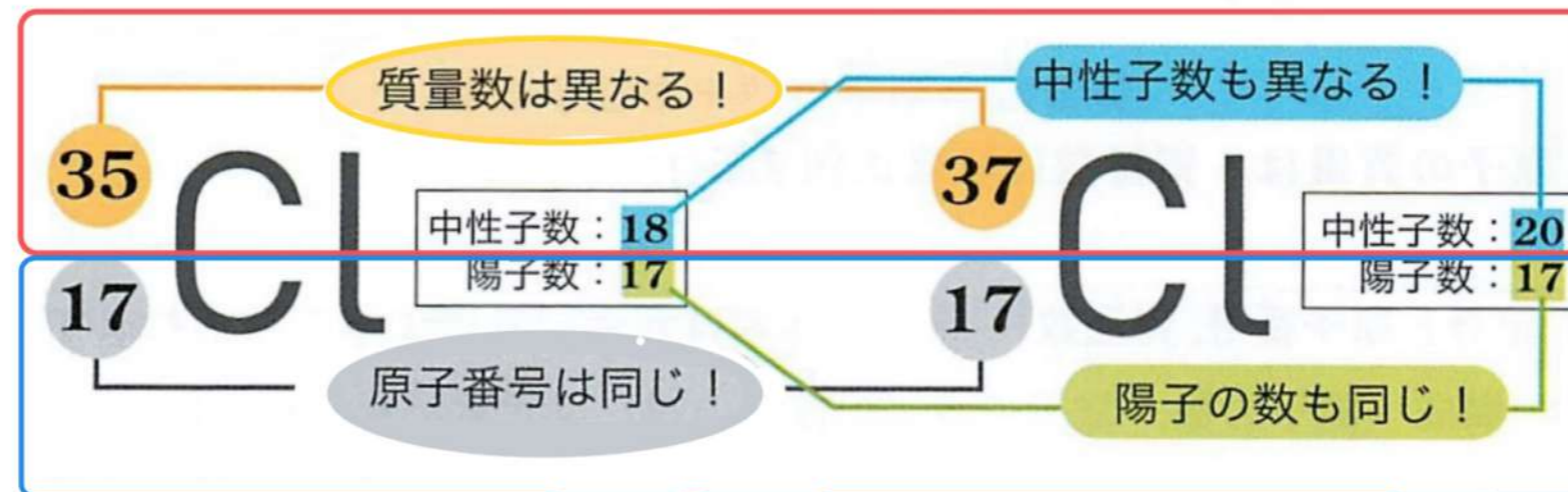 質量数は異なる！
中性子数も異なる！
35
Cl
中性子数：18
陽子数：17
17
37
Cl
中性子数：20
陽子数：17
17
原子番号は同じ！
陽子の数も同じ！